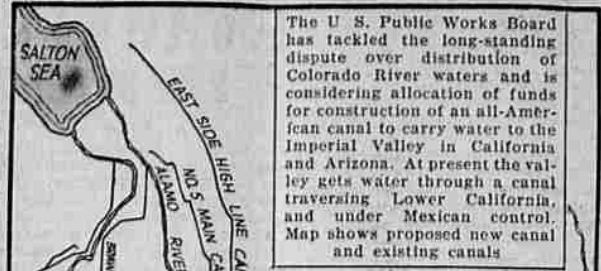 The U S. Public Works Board
has tackled the long-standing
dispute over distribution of
Colorado River waters and is
considering allocation of funds
for construction of an all-Amer-
ican canal to carry water to the
Imperial Valley in California
and Arizona. At present the val-
ley gets water through a canal
traversing Lower California,
and under Mexican control.
Map shows proposed new canal
and existing canals
SALTON
SEA
EAST SIDE HIGH LINE CA
NO. 5 MAIN CA
ALAMO RIVER